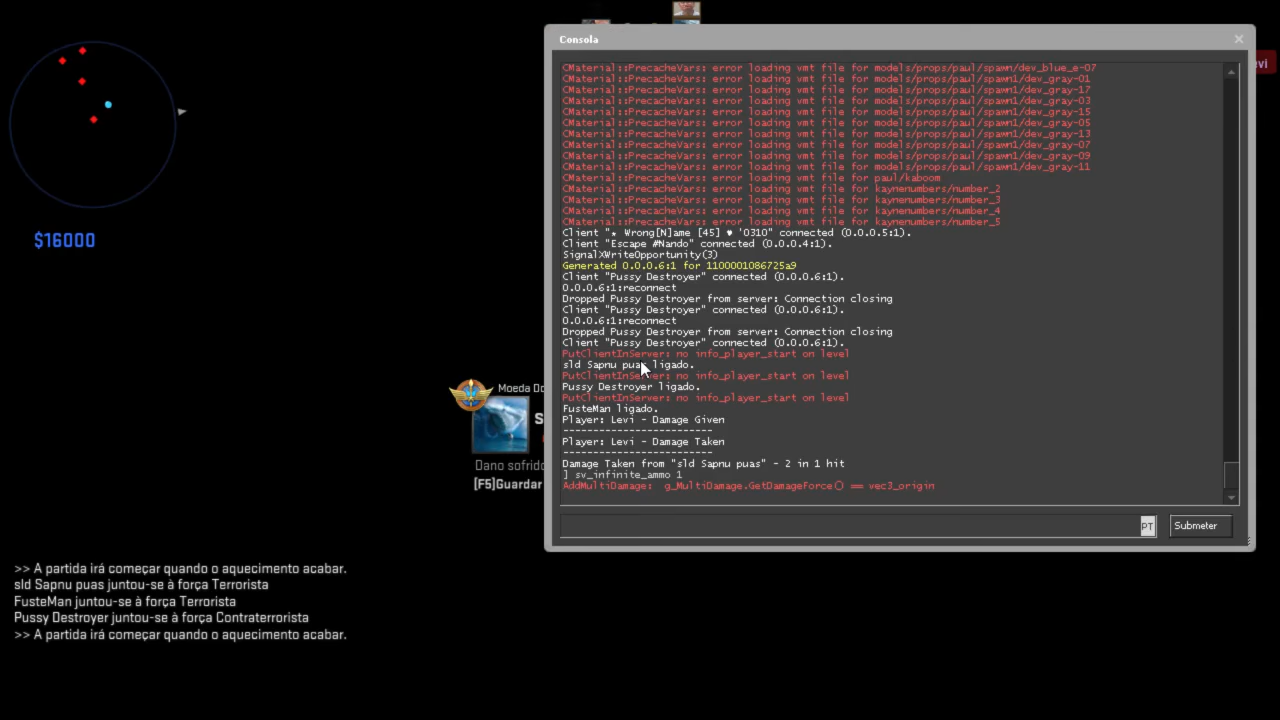 Consola
CMaterial::PrecacheVars: error loading vmt file for models/props/paul/spawn/dev_blue_e-07
CMaterial::PrecacheVars: error loading vmt file for models/props/paul/spawn1/dev_gray-01
CMaterial::PrecacheVars: error loading vmt file for models/props/paul/spawn1/dev_gray-17
CMaterial::PrecacheVars: error loading vmt file for models/props/paul/spawn1/dev_gray-03
CMaterial::PrecacheVars: error loading vmt file for models/props/paul/spawn1/dev_gray-15
CMaterial::PrecacheVars: error loading vmt file for models/props/paul/spawn1/dev_gray-05
CMaterial::PrecacheVars: error loading vmt file for models/props/paul/spawn1/dev_gray-13
CMaterial::PrecacheVars: error loading vmt file for models/props/paul/spawn1/dev_gray-07
CMaterial::PrecacheVars: error loading vmt file for models/props/paul/spawn1/dev_gray-09
CMaterial::PrecacheVars: error loading vmt file for models/props/paul/spawn1/dev_gray-11
CMaterial::PrecacheVars: error loading vmt file for paul/kaboom
CMaterial::PrecacheVars: error loading vmt file for kaynenumbers/number_2
CMaterial::PrecacheVars: error loading vmt file for kaynenumbers/number_3
CMaterial::PrecacheVars: error loading vmt file for kaynenumbers/number_4
CMaterial::PrecacheVars: error loading vmt file for kaynenumbers/number_5
Client "★ Wrong[N]ame [45] ♥ '0310" connected (0.0.0.5:1).
Client "Escape #Nando" connected (0.0.0.4:1).
SignalXWriteOpportunity(3)
Generated 0.0.0.6:1 for 1100001086725a9
Client "Pussy Destroyer" connected (0.0.0.6:1).
0.0.0.6:1:reconnect
Dropped Pussy Destroyer from server: Connection closing
Client "Pussy Destroyer" connected (0.0.0.6:1).
0.0.0.6:1:reconnect
Dropped Pussy Destroyer from server: Connection closing
Client "Pussy Destroyer" connected (0.0.0.6:1).
PutClientInServer: no info_player_start on level
sld Sapnu puas ligado.
PutClientInServer: no info_player_start on level
Pussy Destroyer ligado.
PutClientInServer: no info_player_start on level
FusteMan ligado.
Player: Levi - Damage Given
-------------------------
Player: Levi - Damage Taken
-------------------------
Damage Taken from "sld Sapnu puas" - 2 in 1 hit
] sv_infinite_ammo 1
AddMultiDamage:  g_MultiDamage.GetDamageForce() == vec3_origin
PT
Submeter
evi
$16000
Moeda Do
S
Dano sofrido
[F5]Guardar
>> A partida irá começar quando o aquecimento acabar.
sld Sapnu puas juntou-se à força Terrorista
FusteMan juntou-se à força Terrorista
Pussy Destroyer juntou-se à força Contraterrorista
>> A partida irá começar quando o aquecimento acabar.